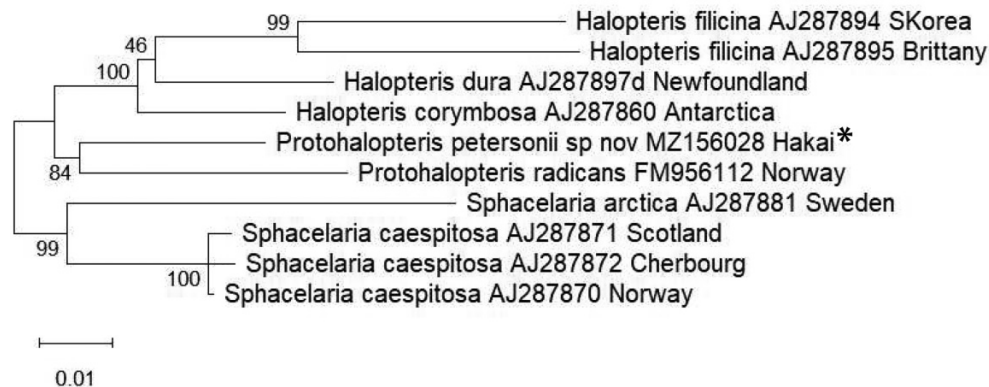 99
Halopteris filicina AJ287894 SKorea
46
Halopteris filicina AJ287895 Brittany
100
Halopteris dura AJ287897d Newfoundland
Halopteris corymbosa AJ287860 Antarctica
Protohalopteris petersonii sp nov MZ156028 Hakai*
84
Protohalopteris radicans FM956112 Norway
Sphacelaria arctica AJ287881 Sweden
99
Sphacelaria caespitosa AJ287871 Scotland
Sphacelaria caespitosa AJ287872 Cherbourg
100
Sphacelaria caespitosa AJ287870 Norway
0.01